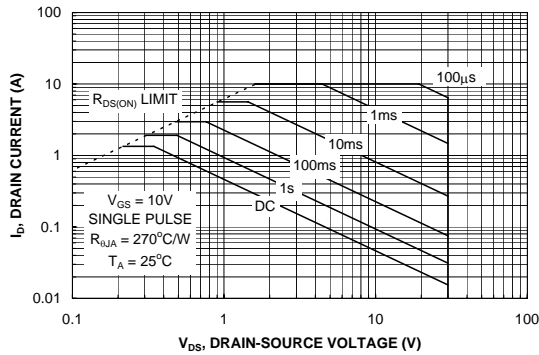 100
10
1
0.1
0.01
I_D, DRAIN CURRENT (A)
R_DS(ON) LIMIT
100μs
1ms
10ms
100ms
1s
DC
V_GS = 10V
SINGLE PULSE
R_θJA = 270°C/W
T_A = 25°C
0.1 1 10 100
V_DS, DRAIN-SOURCE VOLTAGE (V)